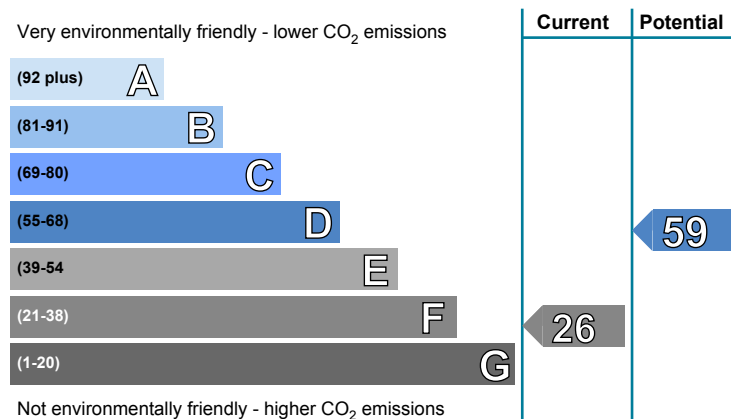 Current Potential
Very environmentally friendly - lower CO₂ emissions
(92 plus) A
(81-91) B
(69-80) C
(55-68) D
59
(39-54 E
(21-38) F
26
(1-20) G
Not environmentally friendly - higher CO₂ emissions